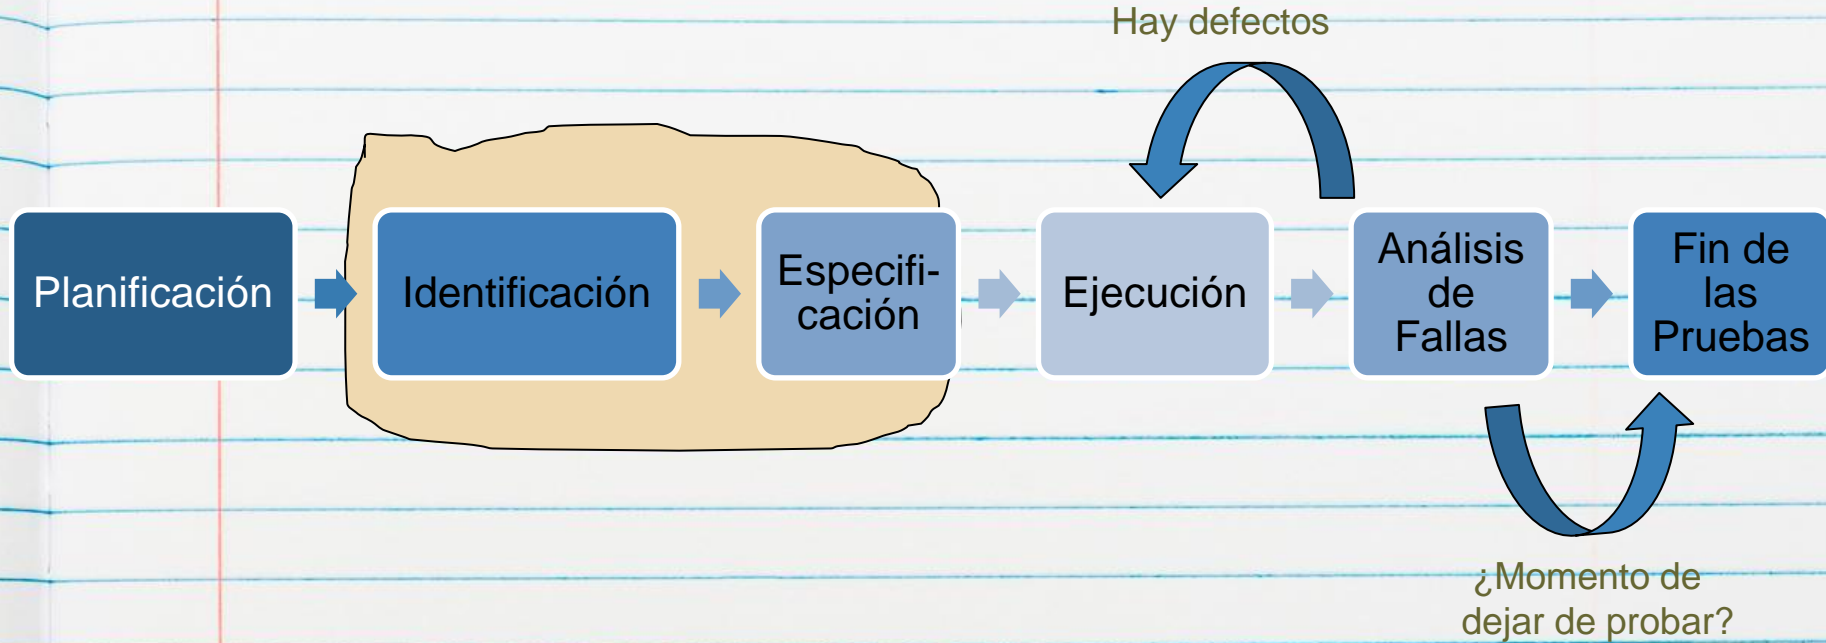 Hay defectos
Planificación
Identificación
Especifi-
cación
Ejecución
Análisis
de
Fallas
Fin de
las
Pruebas
¿Momento de
dejar de probar?